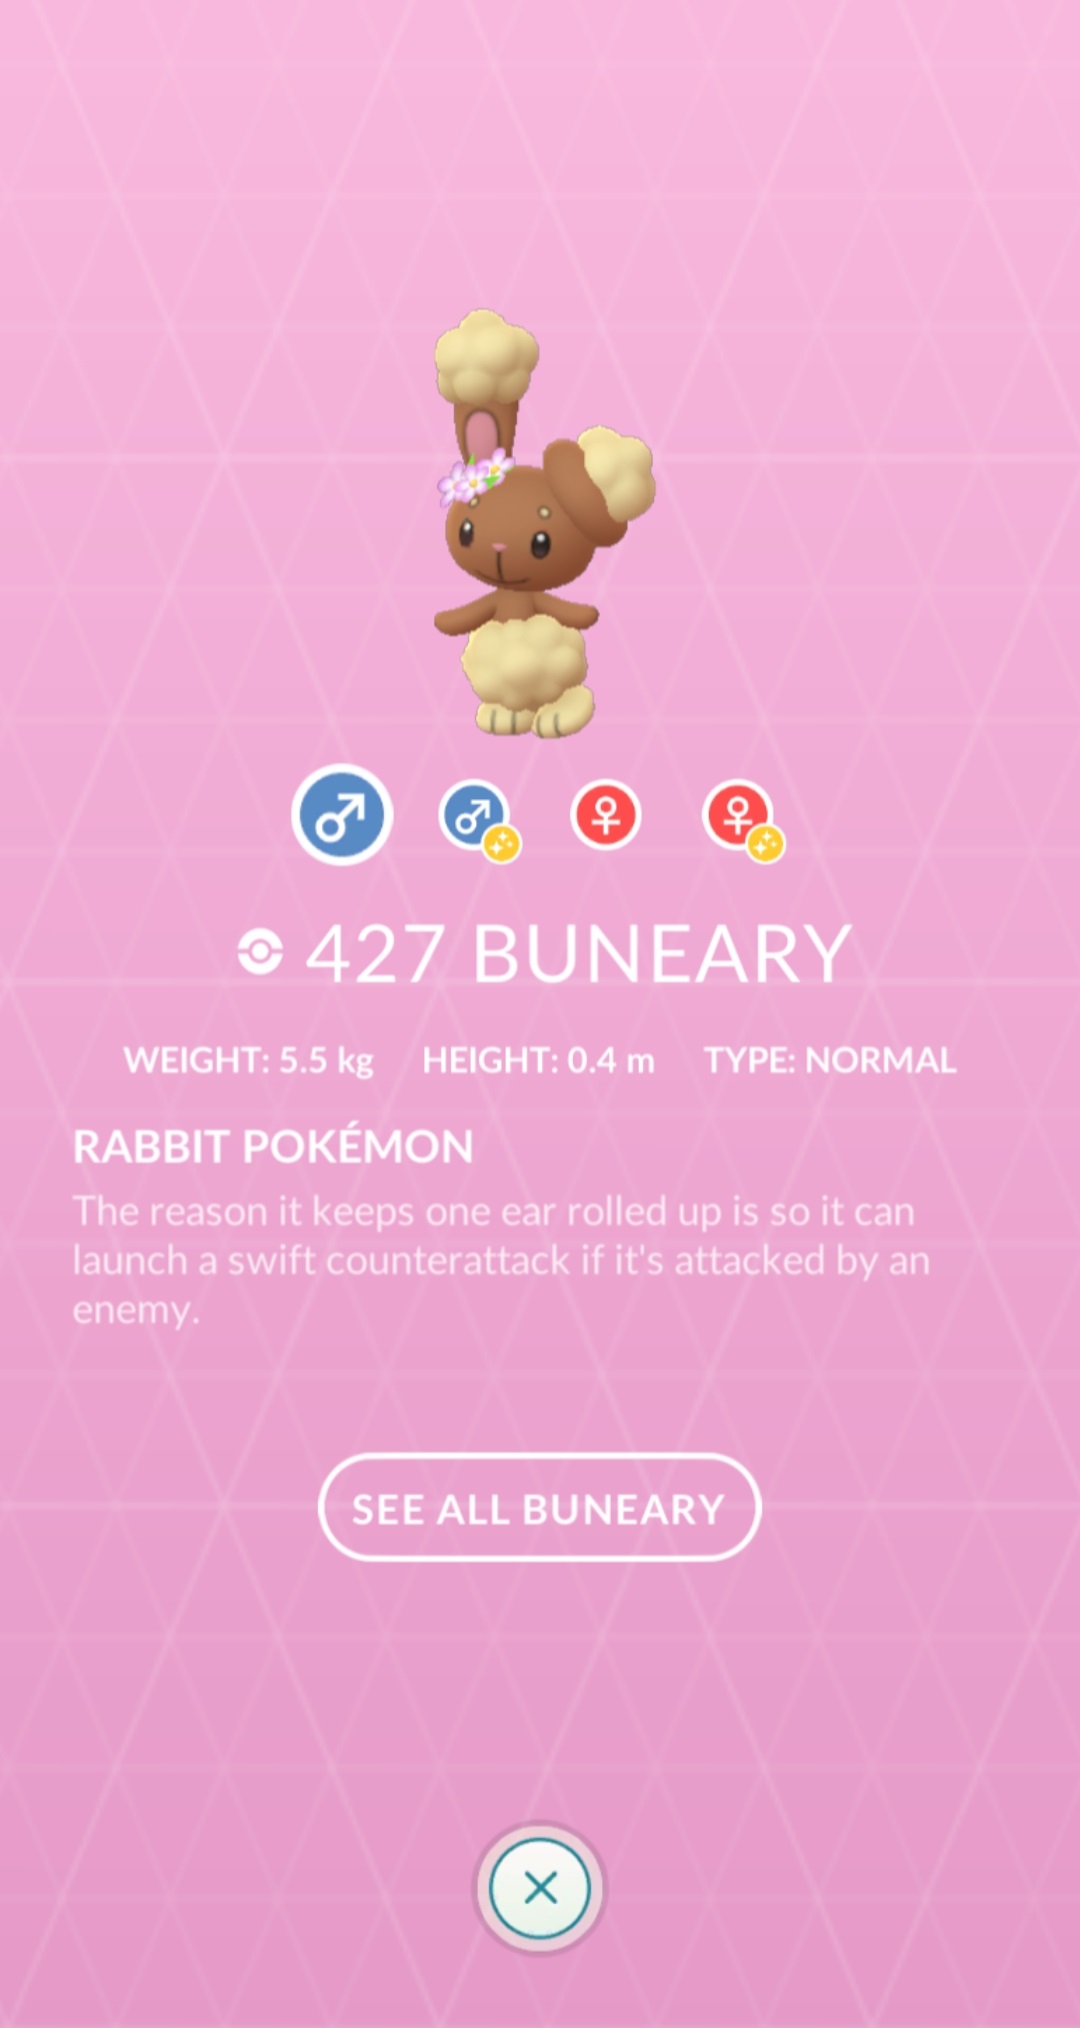 427 BUNEARY
WEIGHT: 5.5 kg HEIGHT: 0.4 m TYPE: NORMAL
RABBIT POKÉMON
The reason it keeps one ear rolled up is so it can
launch a swift counterattack if it's attacked by an
enemy.
SEE ALL BUNEARY